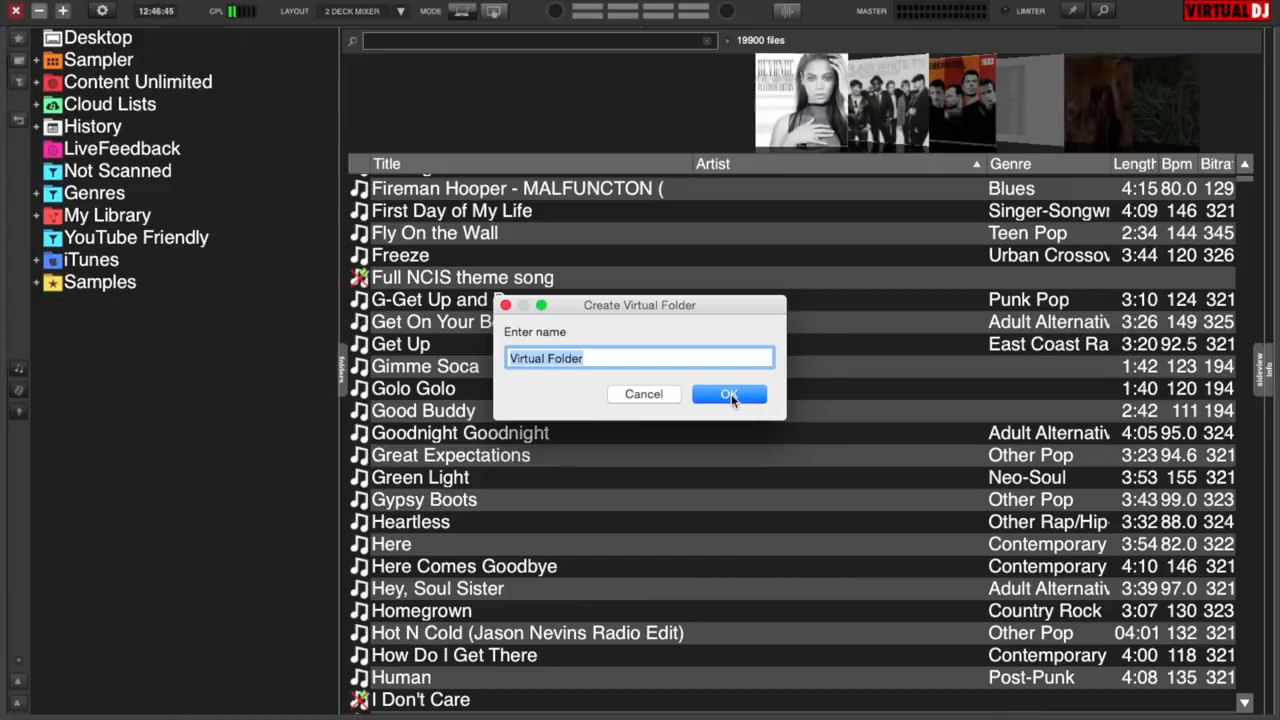 12:46:45 CPL LAYOUT 2 DECK MIXER MODE MASTER LIMITER VIRTUALDJ
Desktop
Sampler
Content Unlimited
Cloud Lists
History
LiveFeedback
Not Scanned
Genres
My Library
YouTube Friendly
iTunes
Samples
folders
19900 files
Title Artist Genre Length Bpm Bitra
Fireman Hooper - MALFUNCTON ( Blues 4:15 80.0 129
First Day of My Life Singer-Songwr 4:09 146 321
Fly On the Wall Teen Pop 2:34 144 345
Freeze Urban Crossov 3:44 120 326
Full NCIS theme song
G-Get Up and Punk Pop 3:10 124 321
Get On Your B Adult Alternativ 3:26 149 325
Get Up East Coast Ra 3:20 92.5 321
Gimme Soca 1:42 123 194
Golo Golo 1:40 120 194
Good Buddy 2:42 111 194
Goodnight Goodnight Adult Alternativ 4:05 95.0 324
Great Expectations Other Pop 3:23 94.6 321
Green Light Neo-Soul 3:53 155 321
Gypsy Boots Other Pop 3:43 99.0 323
Heartless Other Rap/Hip- 3:32 88.0 324
Here Contemporary 3:54 82.0 322
Here Comes Goodbye Contemporary 4:10 146 321
Hey, Soul Sister Adult Alternativ 3:39 97.0 321
Homegrown Country Rock 3:07 130 323
Hot N Cold (Jason Nevins Radio Edit) Other Pop 04:01 132 321
How Do I Get There Contemporary 4:00 118 321
Human Post-Punk 4:08 135 321
I Don't Care
Create Virtual Folder
Enter name
Virtual Folder
Cancel OK
sideview
info